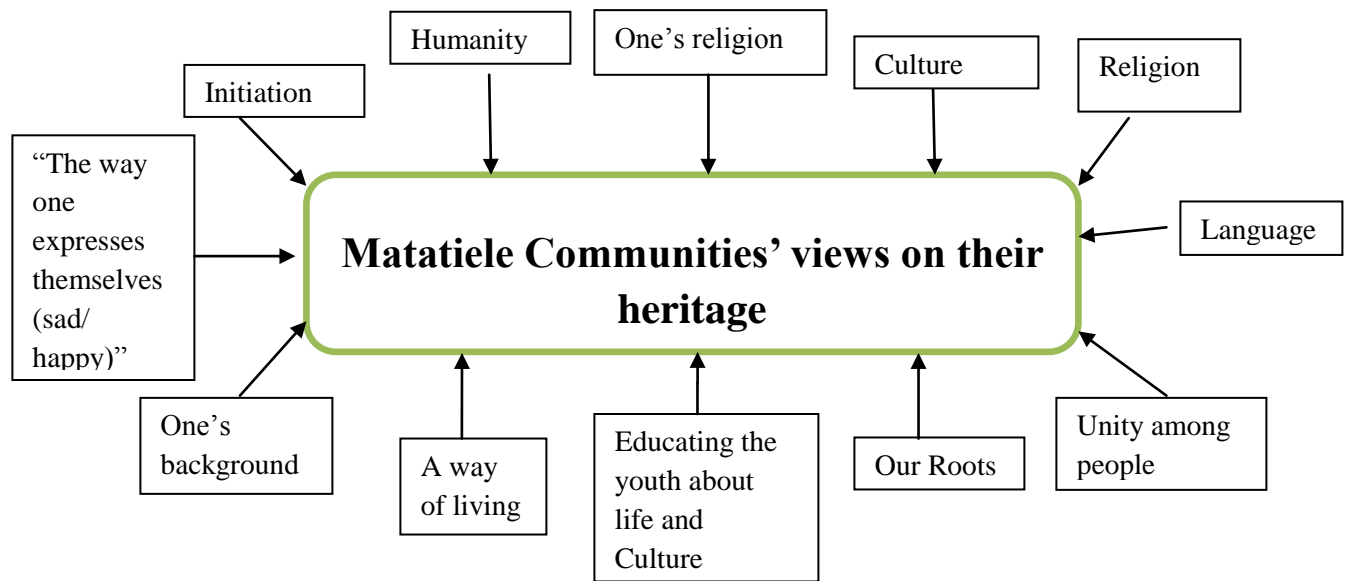 Humanity
One’s religion
Culture
Religion
Initiation
“The way
one
expresses
themselves
(sad/
happy)”
Matatiele Communities’ views on their
heritage
Language
One’s
background
A way
of living
Educating the
youth about
life and
Culture
Our Roots
Unity among
people